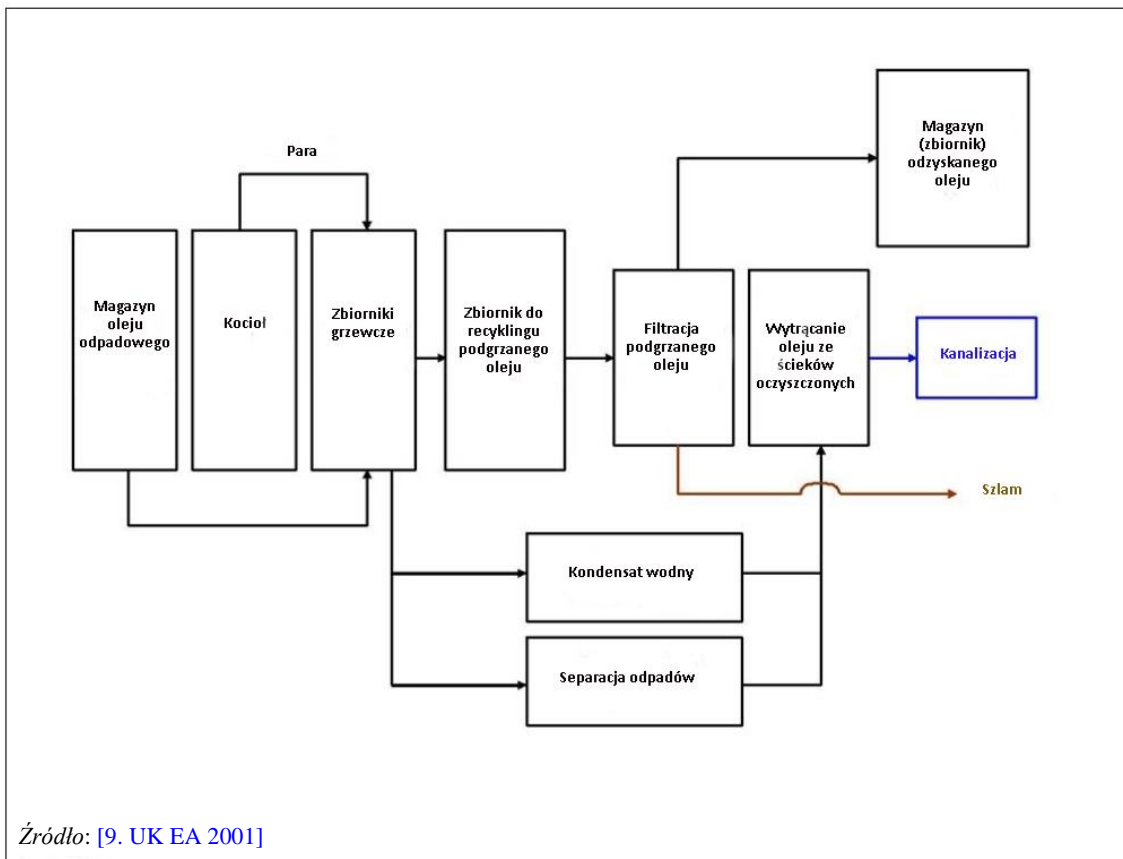 Magazyn
(zbiornik)
odzyskanego
oleju
Para
Magazyn
oleju
odpadowego
Kocioł
Zbiorniki
grzewcze
Zbiornik do
recyklingu
podgrzanego
oleju
Filtracja
podgrzanego
oleju
Wytrącanie
oleju ze
ścieków
oczyszczonych
Kanalizacja
Szlam
Kondensat wodny
Separacja odpadów
Źródło: [9. UK EA 2001]